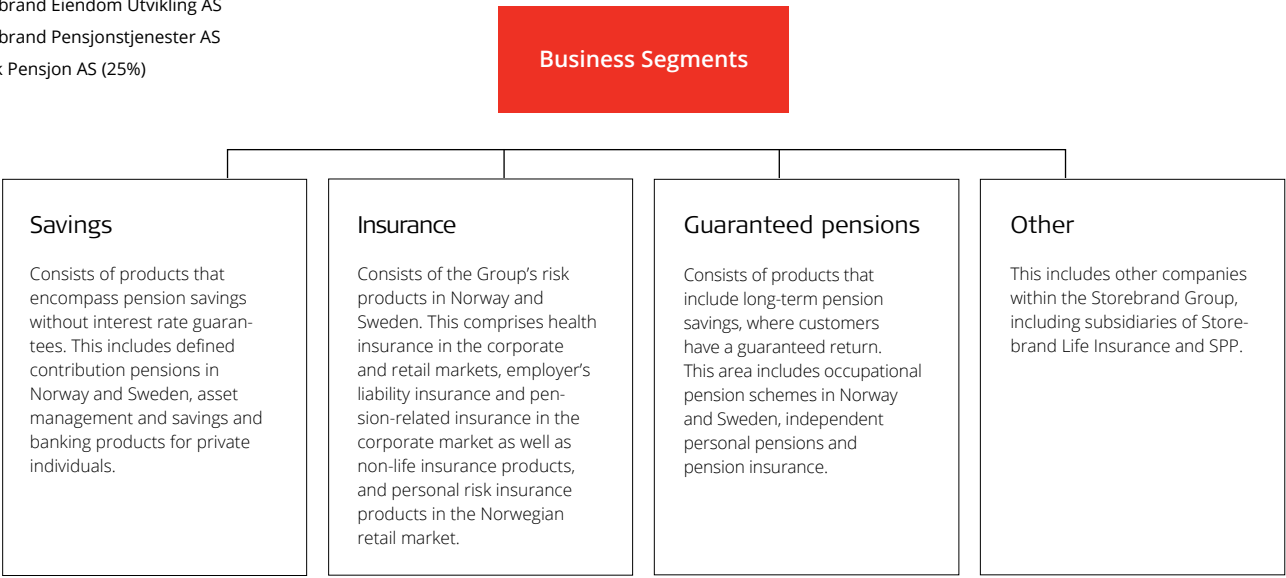 brand Eiendom Utvikling AS
brand Pensjonstjenester AS
Pensjon AS (25%)
Business Segments
Savings
Consists of products that
encompass pension savings
without interest rate guaran-
tees. This includes defined
contribution pensions in
Norway and Sweden, asset
management and savings and
banking products for private
individuals.
Insurance
Consists of the Group’s risk
products in Norway and
Sweden. This comprises health
insurance in the corporate
and retail markets, employer’s
liability insurance and pen-
sion-related insurance in the
corporate market as well as
non-life insurance products,
and personal risk insurance
products in the Norwegian
retail market.
Guaranteed pensions
Consists of products that
include long-term pension
savings, where customers
have a guaranteed return.
This area includes occupational
pension schemes in Norway
and Sweden, independent
personal pensions and
pension insurance.
Other
This includes other companies
within the Storebrand Group,
including subsidiaries of Store-
brand Life Insurance and SPP.